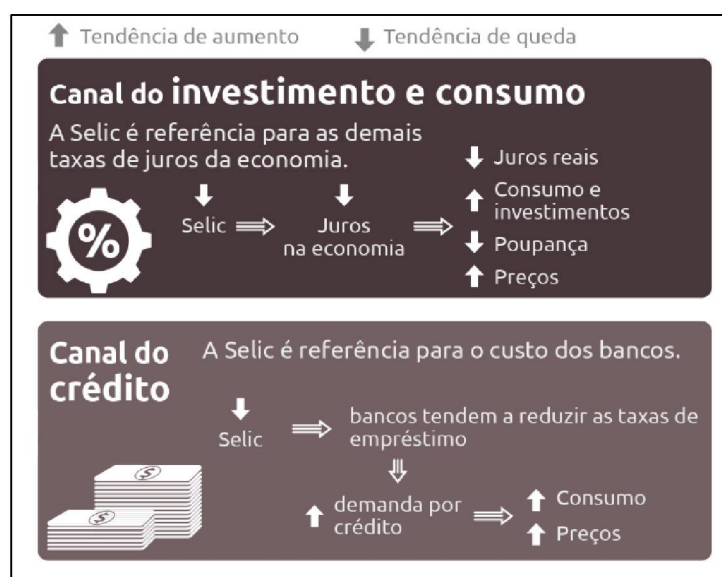 Tendência de aumento
Tendência de queda
Canal do investimento e consumo
A Selic é referência para as demais
taxas de juros da economia.
%
Selic
Juros
na economia
Juros reais
Consumo e
investimentos
Poupança
Preços
Canal do
crédito
A Selic é referência para o custo dos bancos.
Selic
bancos tendem a reduzir as taxas de
empréstimo
demanda por
crédito
Consumo
Preços
$
$